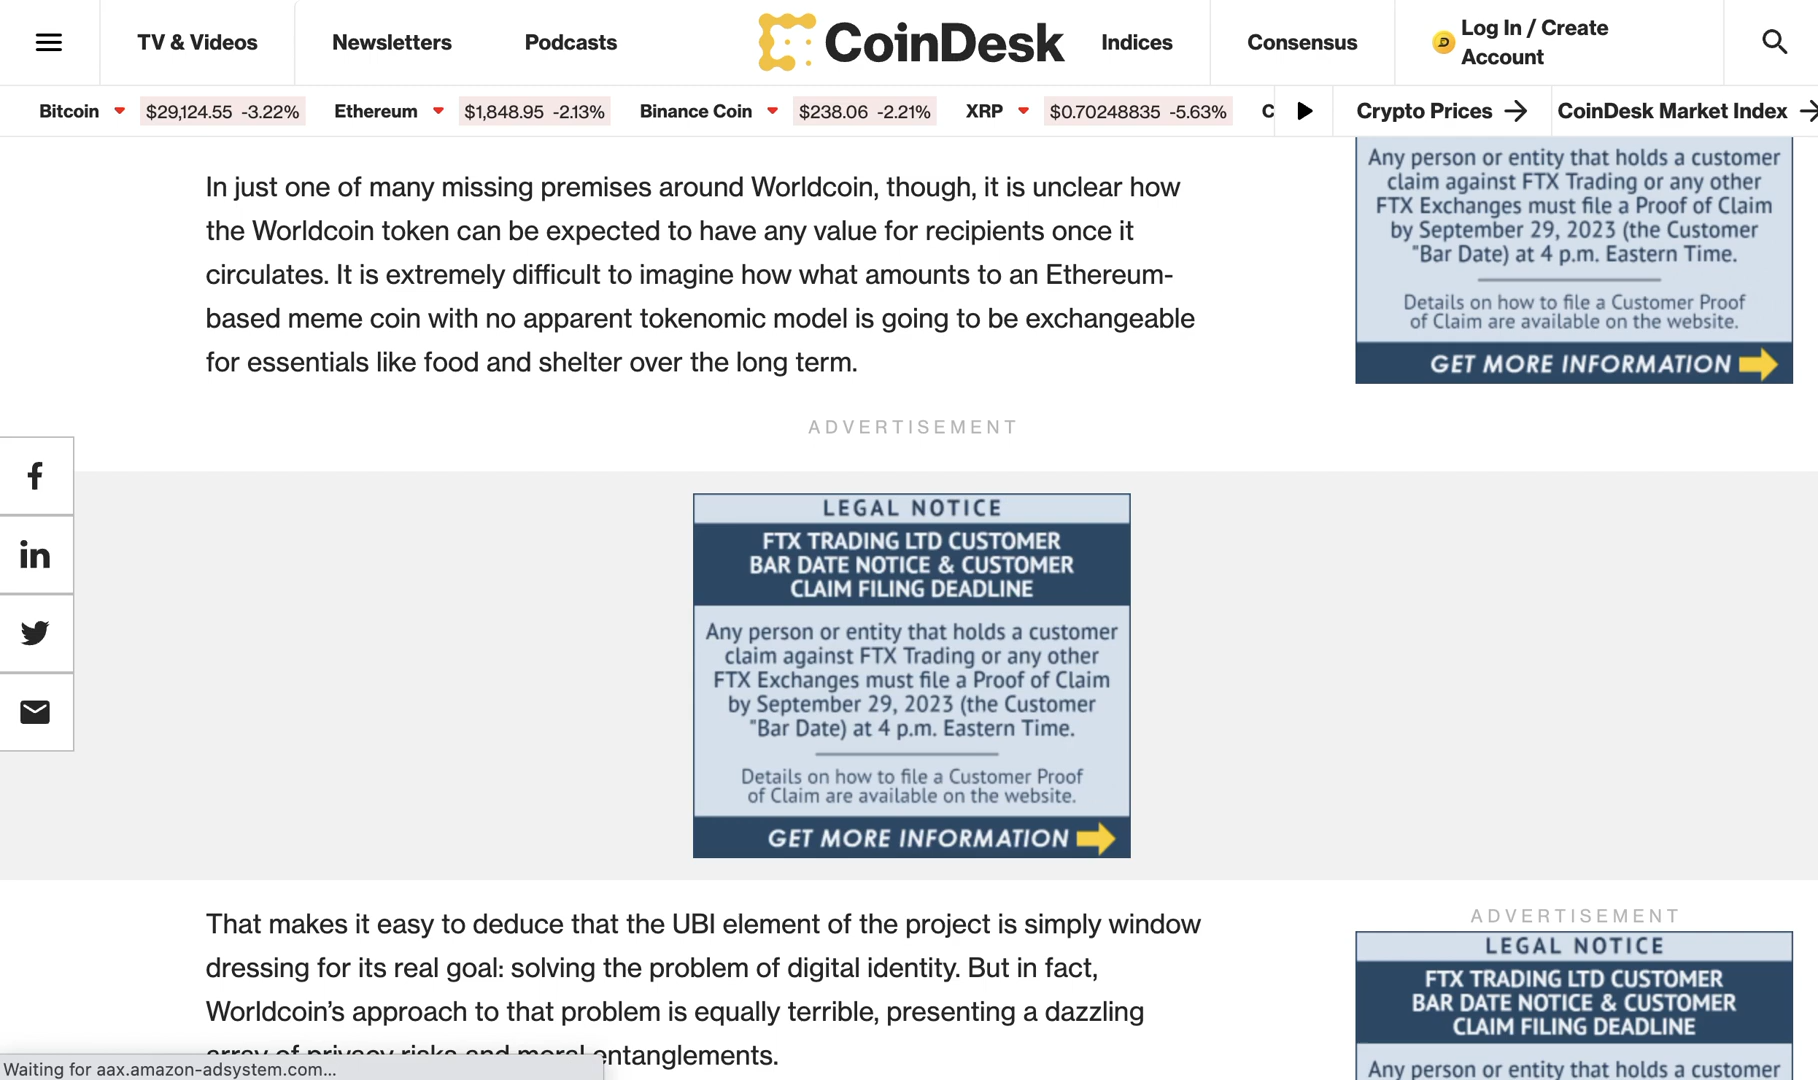 TV & Videos
Newsletters
Podcasts
CoinDesk
Indices
Consensus
Log In / Create
Account
Bitcoin $29,124.55 -3.22% Ethereum $1,848.95 -2.13% Binance Coin $238.06 -2.21% XRP $0.70248835 -5.63% C
Crypto Prices →
CoinDesk Market Index →
In just one of many missing premises around Worldcoin, though, it is unclear how
the Worldcoin token can be expected to have any value for recipients once it
circulates. It is extremely difficult to imagine how what amounts to an Ethereum-
based meme coin with no apparent tokenomic model is going to be exchangeable
for essentials like food and shelter over the long term.
Any person or entity that holds a customer
claim against FTX Trading or any other
FTX Exchanges must file a Proof of Claim
by September 29, 2023 (the Customer
"Bar Date) at 4 p.m. Eastern Time.
Details on how to file a Customer Proof
of Claim are available on the website.
GET MORE INFORMATION
ADVERTISEMENT
f
in
LEGAL NOTICE
FTX TRADING LTD CUSTOMER
BAR DATE NOTICE & CUSTOMER
CLAIM FILING DEADLINE
Any person or entity that holds a customer
claim against FTX Trading or any other
FTX Exchanges must file a Proof of Claim
by September 29, 2023 (the Customer
"Bar Date) at 4 p.m. Eastern Time.
Details on how to file a Customer Proof
of Claim are available on the website.
GET MORE INFORMATION
That makes it easy to deduce that the UBI element of the project is simply window
dressing for its real goal: solving the problem of digital identity. But in fact,
Worldcoin's approach to that problem is equally terrible, presenting a dazzling
array of privacy risks and moral entanglements.
ADVERTISEMENT
LEGAL NOTICE
FTX TRADING LTD CUSTOMER
BAR DATE NOTICE & CUSTOMER
CLAIM FILING DEADLINE
Any person or entity that holds a customer
Waiting for aax.amazon-adsystem.com...